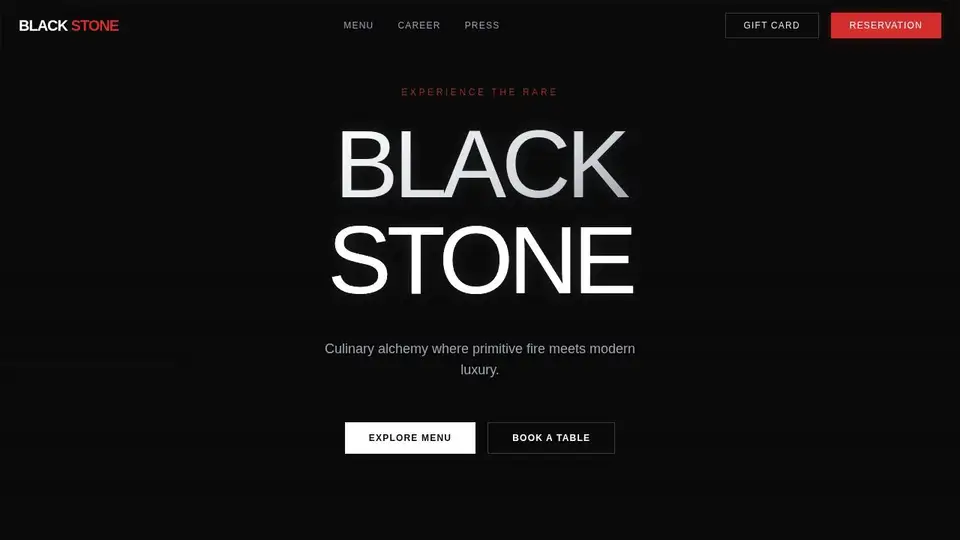 BLACK STONE
MENU
CAREER
PRESS
GIFT CARD
RESERVATION
EXPERIENCE THE RARE
BLACK
STONE
Culinary alchemy where primitive fire meets modern
luxury.
EXPLORE MENU
BOOK A TABLE